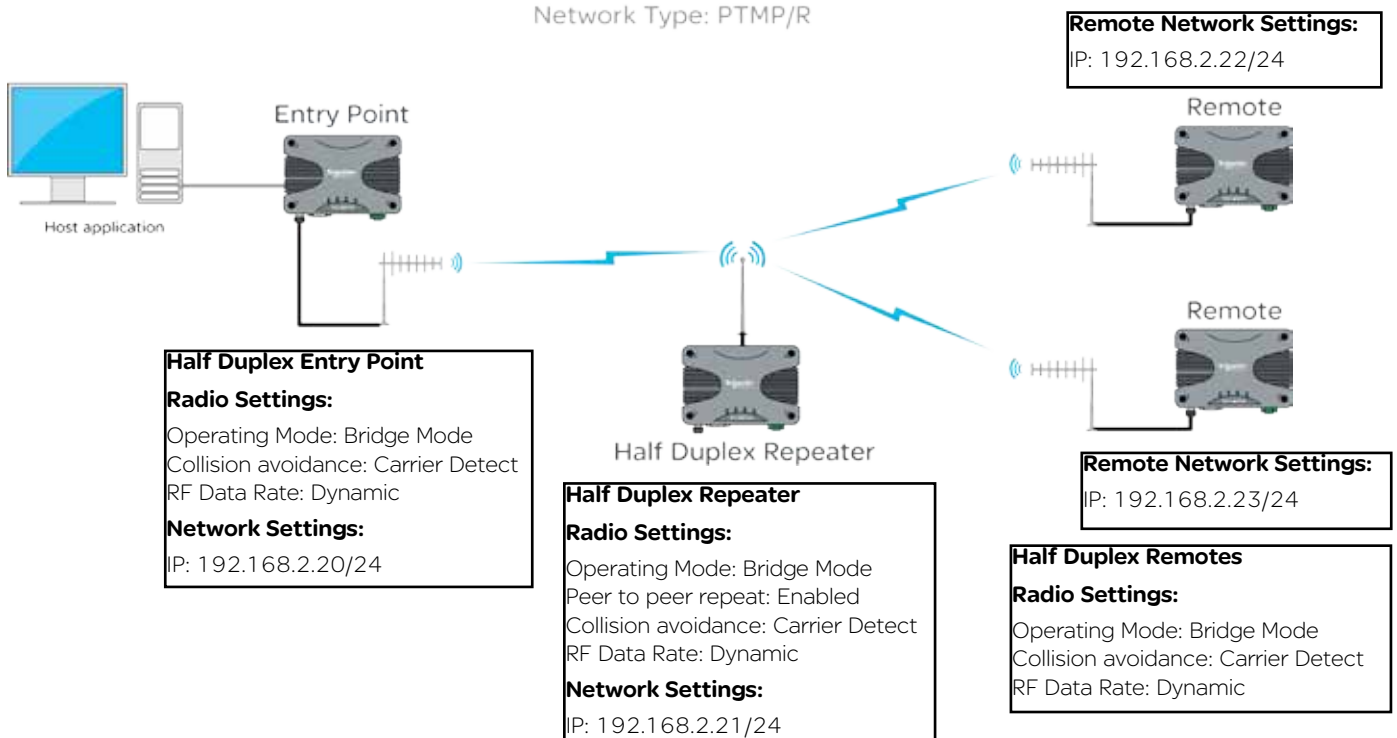 Network Type: PTMP/R
Remote Network Settings:
IP: 192.168.2.22/24
Remote
Entry Point
Host application
Remote
Half Duplex Entry Point
Radio Settings:
Operating Mode: Bridge Mode
Collision avoidance: Carrier Detect
RF Data Rate: Dynamic
Network Settings:
IP: 192.168.2.20/24
Half Duplex Repeater
Half Duplex Repeater
Radio Settings:
Operating Mode: Bridge Mode
Peer to peer repeat: Enabled
Collision avoidance: Carrier Detect
RF Data Rate: Dynamic
Network Settings:
IP: 192.168.2.21/24
Remote Network Settings:
IP: 192.168.2.23/24
Half Duplex Remotes
Radio Settings:
Operating Mode: Bridge Mode
Collision avoidance: Carrier Detect
RF Data Rate: Dynamic